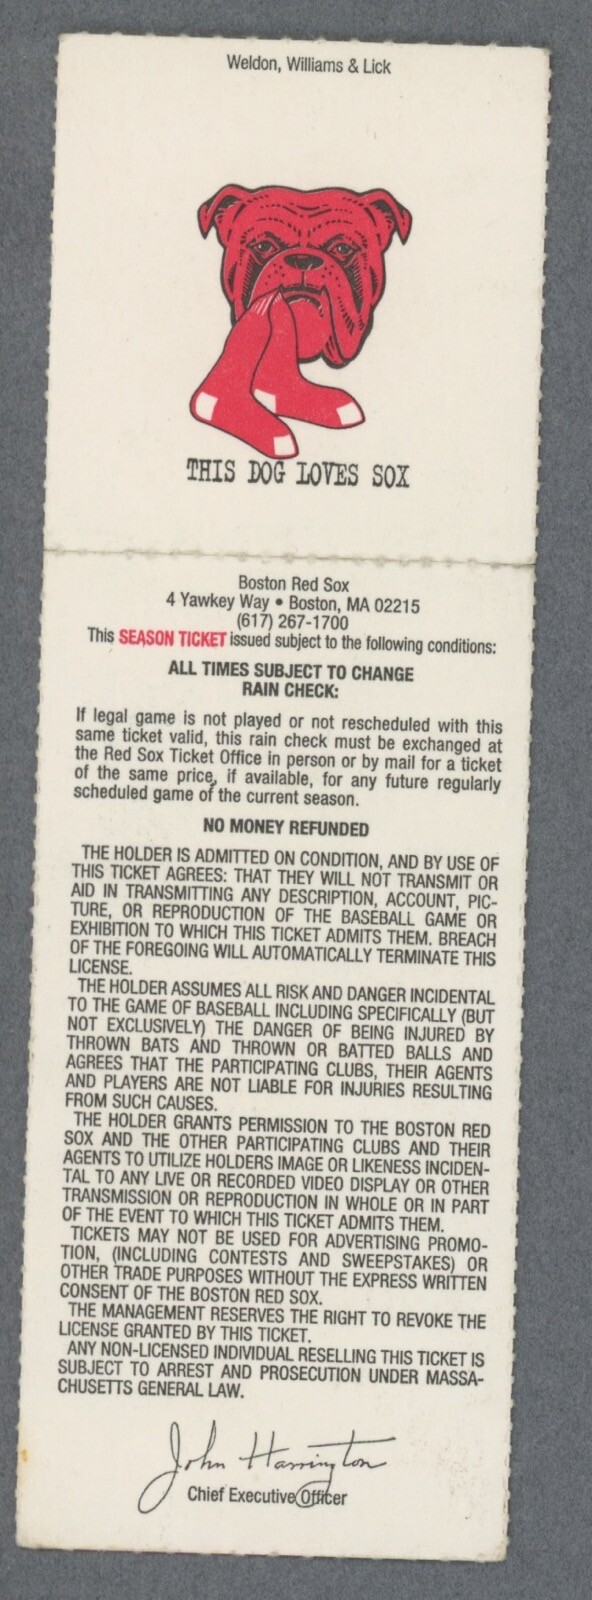 Weldon, Williams & Lick
THIS DOG LOVES SOX
Boston Red Sox
4 Yawkey Way • Boston, MA 02215
(617) 267-1700
This SEASON TICKET issued subject to the following conditions:
ALL TIMES SUBJECT TO CHANGE
RAIN CHECK:
If legal game is not played or not rescheduled with this
same ticket valid, this rain check must be exchanged at
the Red Sox Ticket Office in person or by mail for a ticket
of the same price, if available, for any future regularly
scheduled game of the current season.
NO MONEY REFUNDED
THE HOLDER IS ADMITTED ON CONDITION, AND BY USE OF
THIS TICKET AGREES: THAT THEY WILL NOT TRANSMIT OR
AID IN TRANSMITTING ANY DESCRIPTION, ACCOUNT, PIC-
TURE, OR REPRODUCTION OF THE BASEBALL GAME OR
EXHIBITION TO WHICH THIS TICKET ADMITS THEM. BREACH
OF THE FOREGOING WILL AUTOMATICALLY TERMINATE THIS
LICENSE.
THE HOLDER ASSUMES ALL RISK AND DANGER INCIDENTAL
TO THE GAME OF BASEBALL INCLUDING SPECIFICALLY (BUT
NOT EXCLUSIVELY) THE DANGER OF BEING INJURED BY
THROWN BATS AND THROWN OR BATTED BALLS AND
AGREES THAT THE PARTICIPATING CLUBS, THEIR AGENTS
AND PLAYERS ARE NOT LIABLE FOR INJURIES RESULTING
FROM SUCH CAUSES.
THE HOLDER GRANTS PERMISSION TO THE BOSTON RED
SOX AND THE OTHER PARTICIPATING CLUBS AND THEIR
AGENTS TO UTILIZE HOLDERS IMAGE OR LIKENESS INCIDEN-
TAL TO ANY LIVE OR RECORDED VIDEO DISPLAY OR OTHER
TRANSMISSION OR REPRODUCTION IN WHOLE OR IN PART
OF THE EVENT TO WHICH THIS TICKET ADMITS THEM.
TICKETS MAY NOT BE USED FOR ADVERTISING PROMO-
TION, (INCLUDING CONTESTS AND SWEEPSTAKES) OR
OTHER TRADE PURPOSES WITHOUT THE EXPRESS WRITTEN
CONSENT OF THE BOSTON RED SOX.
THE MANAGEMENT RESERVES THE RIGHT TO REVOKE THE
LICENSE GRANTED BY THIS TICKET.
ANY NON-LICENSED INDIVIDUAL RESELLING THIS TICKET IS
SUBJECT TO ARREST AND PROSECUTION UNDER MASSA-
CHUSETTS GENERAL LAW.
John Harrington
Chief Executive Officer